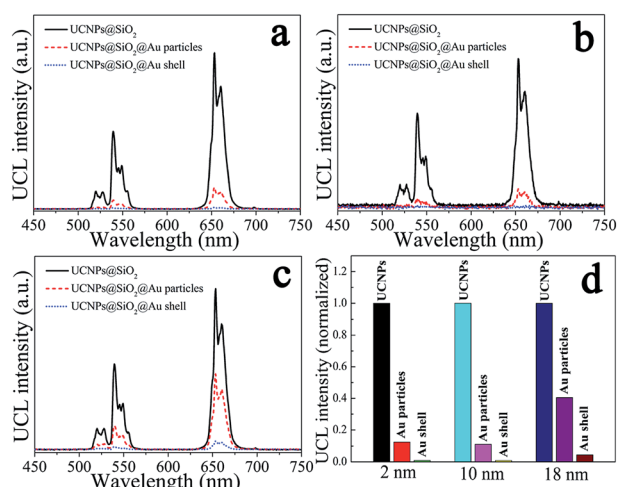 a
UCNPs@SiO₂
UCNPs@SiO₂@Au particles
UCNPs@SiO₂@Au shell
UCL intensity (a.u.)
450 500 550 600 650 700 750
Wavelength (nm)
b
UCNPs@SiO₂
UCNPs@SiO₂@Au particles
UCNPs@SiO₂@Au shell
UCL intensity (a.u.)
450 500 550 600 650 700 750
Wavelength (nm)
c
UCNPs@SiO₂
UCNPs@SiO₂@Au particles
UCNPs@SiO₂@Au shell
UCL intensity (a.u.)
450 500 550 600 650 700 750
Wavelength (nm)
d
UCL intensity (normalized)
1.2
1.0
0.8
0.6
0.4
0.2
0.0
UCNPs
Au particles
Au shell
UCNPs
Au particles
Au shell
UCNPs
Au particles
Au shell
2 nm 10 nm 18 nm